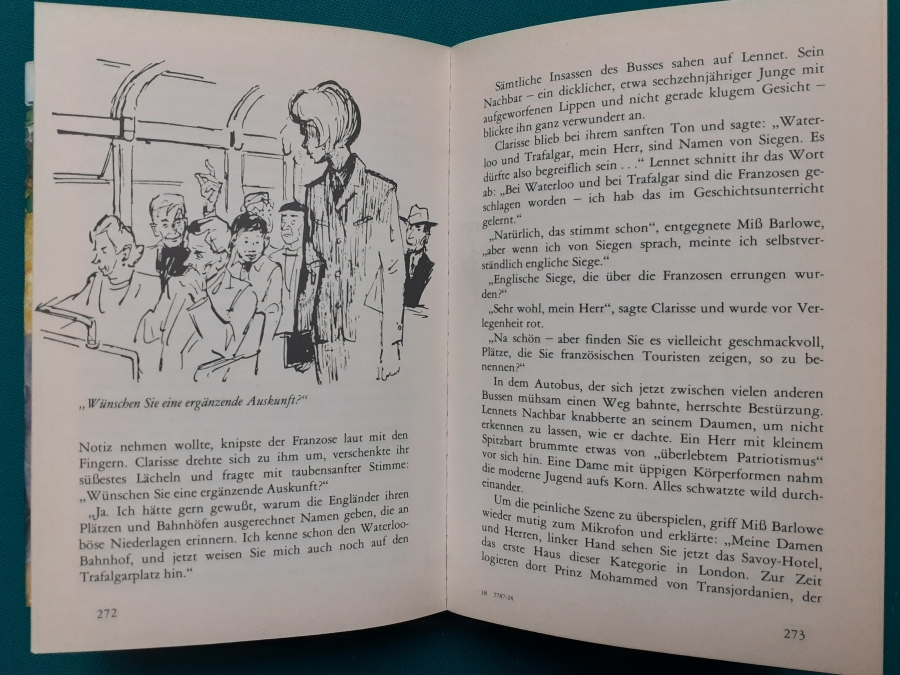 „Wünschen Sie eine ergänzende Auskunft?“
Notiz nehmen wollte, knipste der Franzose laut mit den
Fingern. Clarisse drehte sich zu ihm um, verschenkte ihr
süßestes Lächeln und fragte mit taubensanfter Stimme:
„Wünschen Sie eine ergänzende Auskunft?“
„Ja. Ich hätte gern gewußt, warum die Engländer ihren
Plätzen und Bahnhöfen ausgerechnet Namen geben, die an
böse Niederlagen erinnern. Ich kenne schon den Waterloo-
Bahnhof, und jetzt weisen Sie mich auch noch auf den
Trafalgarplatz hin.“
272
Sämtliche Insassen des Busses sahen auf Lennet. Sein
Nachbar – ein dicklicher, etwa sechzehnjähriger Junge mit
aufgeworfenen Lippen und nicht gerade klugem Gesicht –
blickte ihn ganz verwundert an.
Clarisse blieb bei ihrem sanften Ton und sagte: „Water-
loo und Trafalgar, mein Herr, sind Namen von Siegen. Es
dürfte also begreiflich sein . . .“ Lennet schnitt ihr das Wort
ab: „Bei Waterloo und bei Trafalgar sind die Franzosen ge-
schlagen worden – ich hab das im Geschichtsunterricht
gelernt.“
„Natürlich, das stimmt schon“, entgegnete Miß Barlowe,
„aber wenn ich von Siegen sprach, meinte ich selbstver-
ständlich engliche Siege.“
„Englische Siege, die über die Franzosen errungen wur-
den?“
„Sehr wohl, mein Herr“, sagte Clarisse und wurde vor Ver-
legenheit rot.
„Na schön – aber finden Sie es vielleicht geschmackvoll,
Plätze, die Sie französischen Touristen zeigen, so zu be-
nennen?“
In dem Autobus, der sich jetzt zwischen vielen anderen
Bussen mühsam einen Weg bahnte, herrschte Bestürzung.
Lennets Nachbar knabberte an seinem Daumen, um nicht
erkennen zu lassen, wie er dachte. Ein Herr mit kleinem
Spitzbart brummte etwas von „überlebtem Patriotismus“
vor sich hin. Eine Dame mit üppigen Körperformen nahm
die moderne Jugend aufs Korn. Alles schwatzte wild durch-
einander.
Um die peinliche Szene zu überspielen, griff Miß Barlowe
wieder mutig zum Mikrofon und erklärte: „Meine Damen
und Herren, linker Hand sehen Sie jetzt das Savoy-Hotel,
das erste Haus dieser Kategorie in London. Zur Zeit
logieren dort Prinz Mohammed von Transjordanien, der
18 7787-26
273